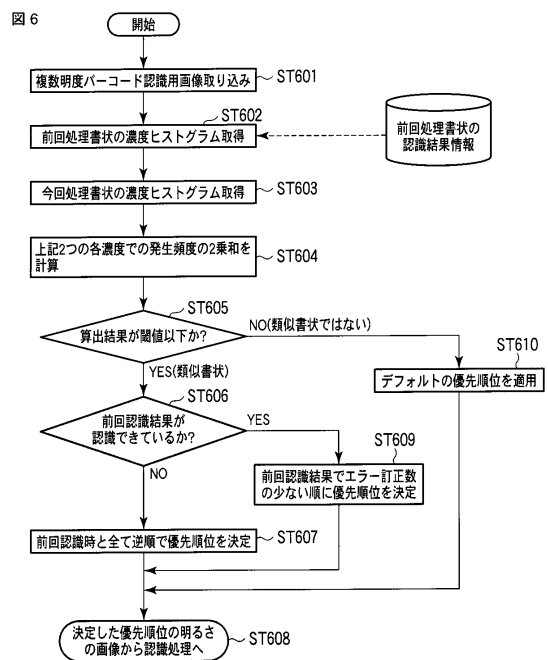 図 6
開始
複数明度バーコード認識用画像取り込み
ST601
ST602
前回処理書状の濃度ヒストグラム取得
前回処理書状の
認識結果情報
今回処理書状の濃度ヒストグラム取得
ST603
上記2つの各濃度での発生頻度の2乗和を
計算
ST604
ST605
算出結果が閾値以下か?
NO(類似書状ではない)
YES(類似書状)
ST610
デフォルトの優先順位を適用
ST606
前回認識結果が
認識できているか?
YES
NO
ST609
前回認識結果でエラー訂正数
の少ない順に優先順位を決定
前回認識時と全て逆順で優先順位を決定
ST607
決定した優先順位の明るさ
の画像から認識処理へ
ST608